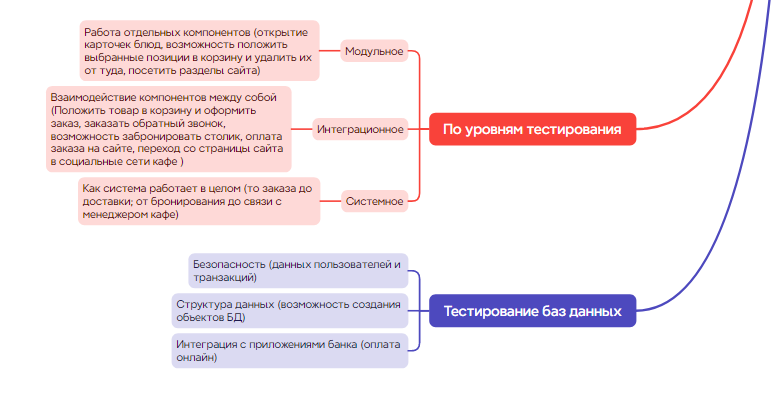 Работа отдельных компонентов (открытие
карточек блюд, возможность положить
выбранные позиции в корзину и удалить их
от туда, посетить разделы сайта)
Модульное
Взаимодействие компонентов между собой
(Положить товар в корзину и оформить
заказ, заказать обратный звонок,
возможность забронировать столик, оплата
заказа на сайте, переход со страницы сайта
в социальные сети кафе )
Интеграционное
По уровням тестирования
Как система работает в целом (то заказа до
доставки; от бронирования до связи с
менеджером кафе)
Системное
Безопасность (данных пользователей и
транзакций)
Структура данных (возможность создания
объектов БД)
Тестирование баз данных
Интеграция с приложениями банка (оплата
онлайн)